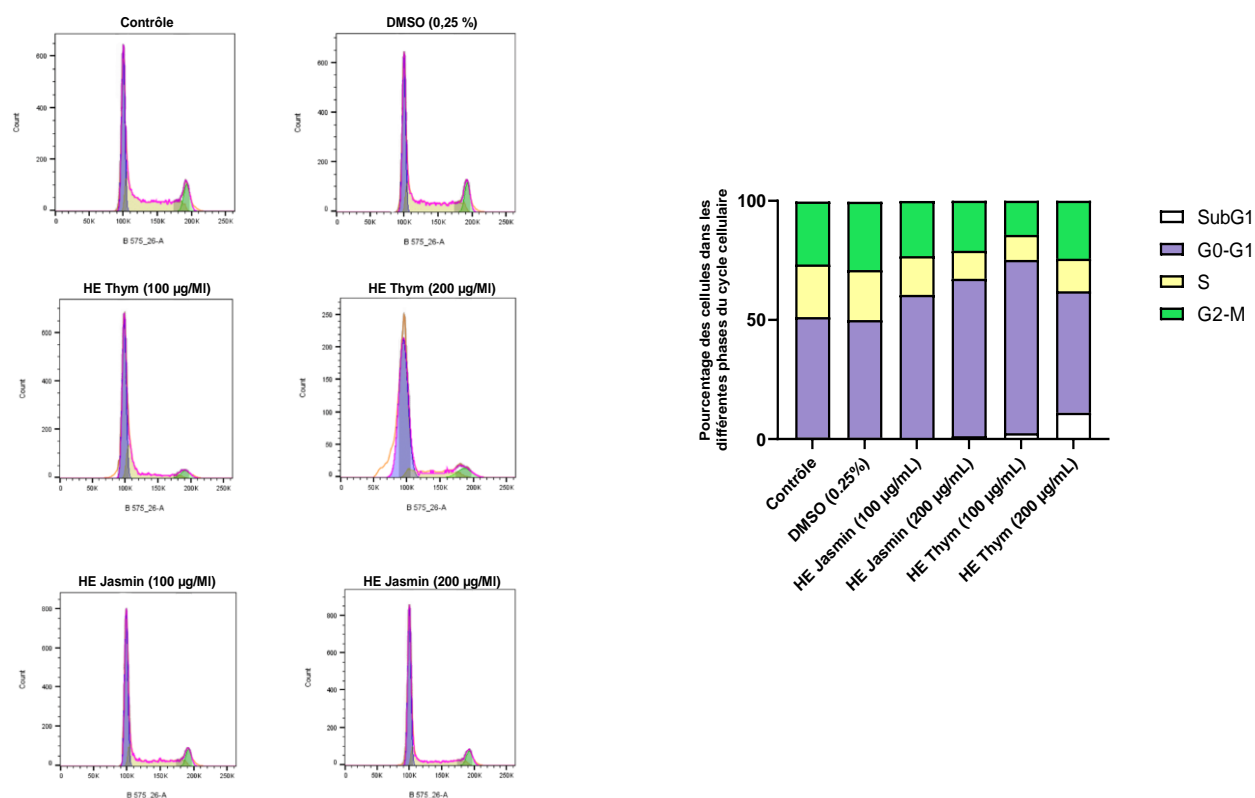 Contrôle
600
400
200
0
Count
0 50K 100K 150K 200K 250K
B 575_26-A
DMSO (0,25 %)
600
400
200
0
Count
0 50K 100K 150K 200K 250K
B 575_26-A
HE Thym (100 µg/Ml)
600
400
200
0
Count
0 50K 100K 150K 200K 250K
B 575_26-A
HE Thym (200 µg/Ml)
250
200
150
100
50
0
Count
0 50K 100K 150K 200K 250K
B 575_26-A
HE Jasmin (100 µg/Ml)
800
600
400
200
0
Count
0 50K 100K 150K 200K 250K
B 575_26-A
HE Jasmin (200 µg/Ml)
800
600
400
200
0
Count
0 50K 100K 150K 200K 250K
B 575_26-A
Pourcentage des cellules dans les
différentes phases du cycle cellulaire
100
50
0
Contrôle
DMSO (0.25%)
HE Jasmin (100 µg/mL)
HE Jasmin (200 µg/mL)
HE Thym (100 µg/mL)
HE Thym (200 µg/mL)
SubG1
G0-G1
S
G2-M